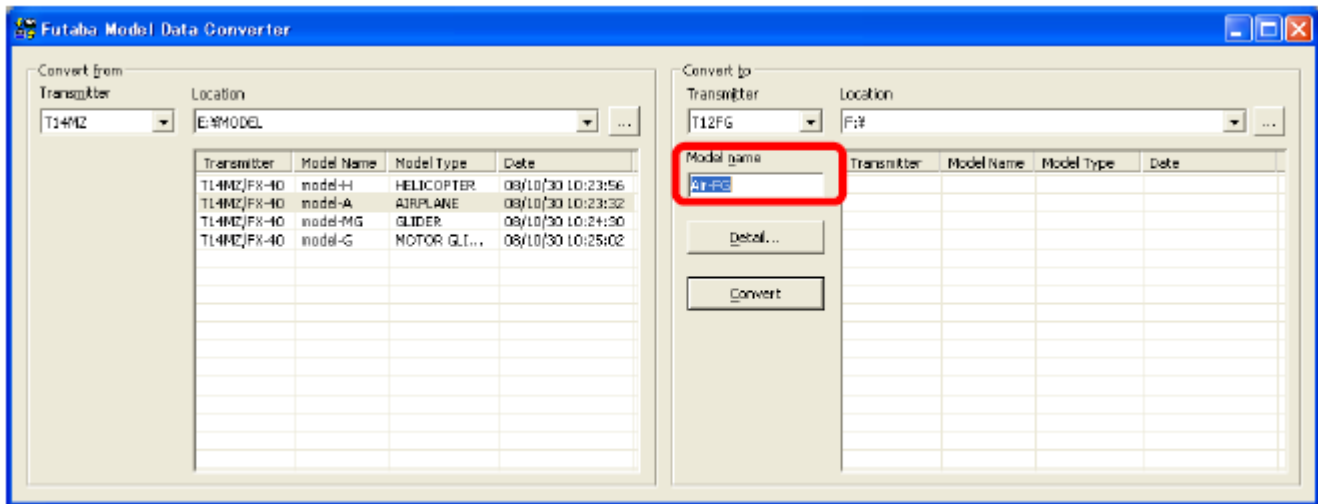 Futaba Model Data Converter
Convert from
Transmitter Location
T14MZ E:¥MODEL ...
Transmitter Model Name Model Type Date
T14MZ/FX-40 model-H HELICOPTER 08/10/30 10:23:56
T14MZ/FX-40 model-A AIRPLANE 08/10/30 10:23:32
T14MZ/FX-40 model-MG GLIDER 08/10/30 10:24:30
T14MZ/FX-40 model-G MOTOR GLI... 08/10/30 10:25:02
Convert to
Transmitter Location
T12FG F:¥ ...
Model name
Air-FG
Detail...
Convert
Transmitter Model Name Model Type Date